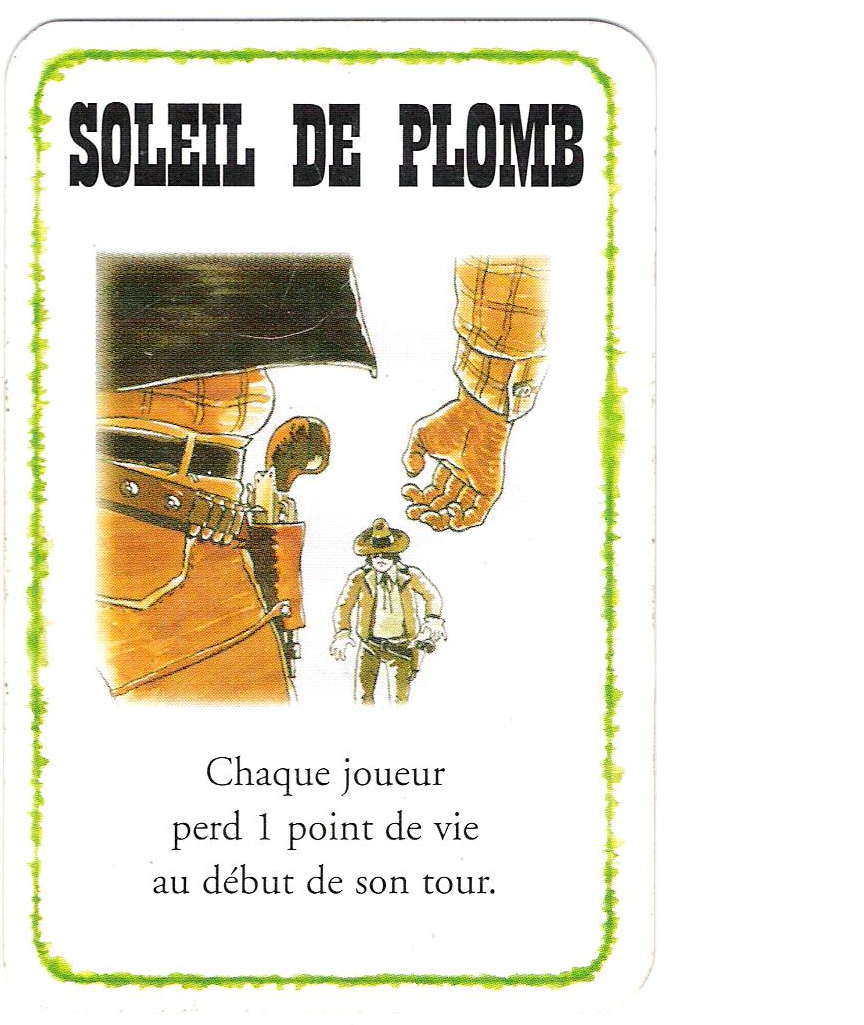 SOLEIL DE PLOMB
Chaque joueur
perd 1 point de vie
au début de son tour.